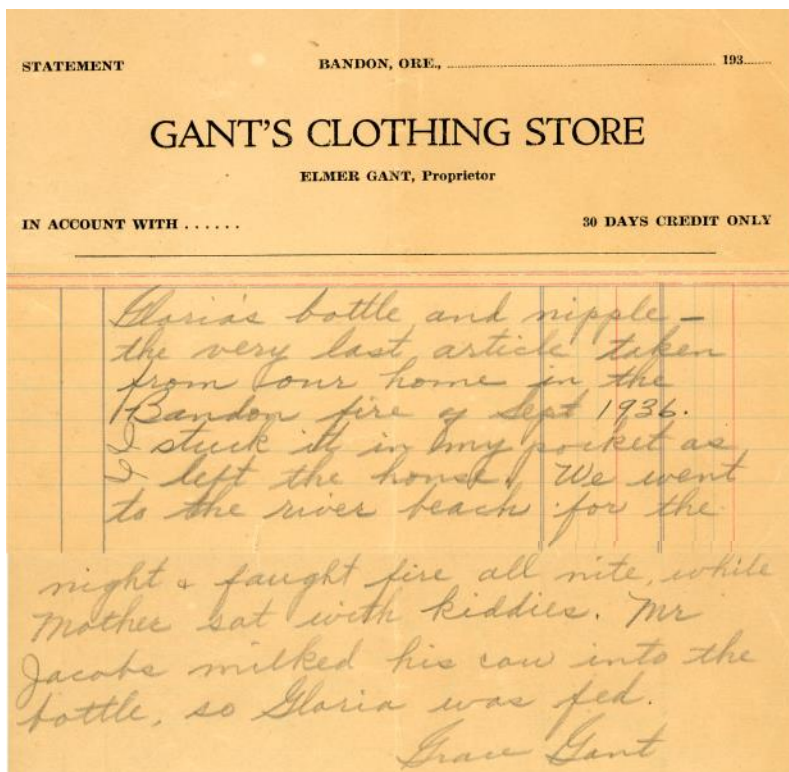 STATEMENT BANDON, ORE., ........................ 193......
GANT'S CLOTHING STORE
ELMER GANT, Proprietor
IN ACCOUNT WITH ...... 30 DAYS CREDIT ONLY
Gloria's bottle and nipple –
the very last article taken
from our home in the
Bandon fire of Sept 1936.
I stuck it in my pocket as
I left the house. We went
to the river beach for the
night & faught fire all nite, while
Mother sat with kiddies. Mr
Jacobs milked his cow into the
bottle, so Gloria was fed.
Grace Gant